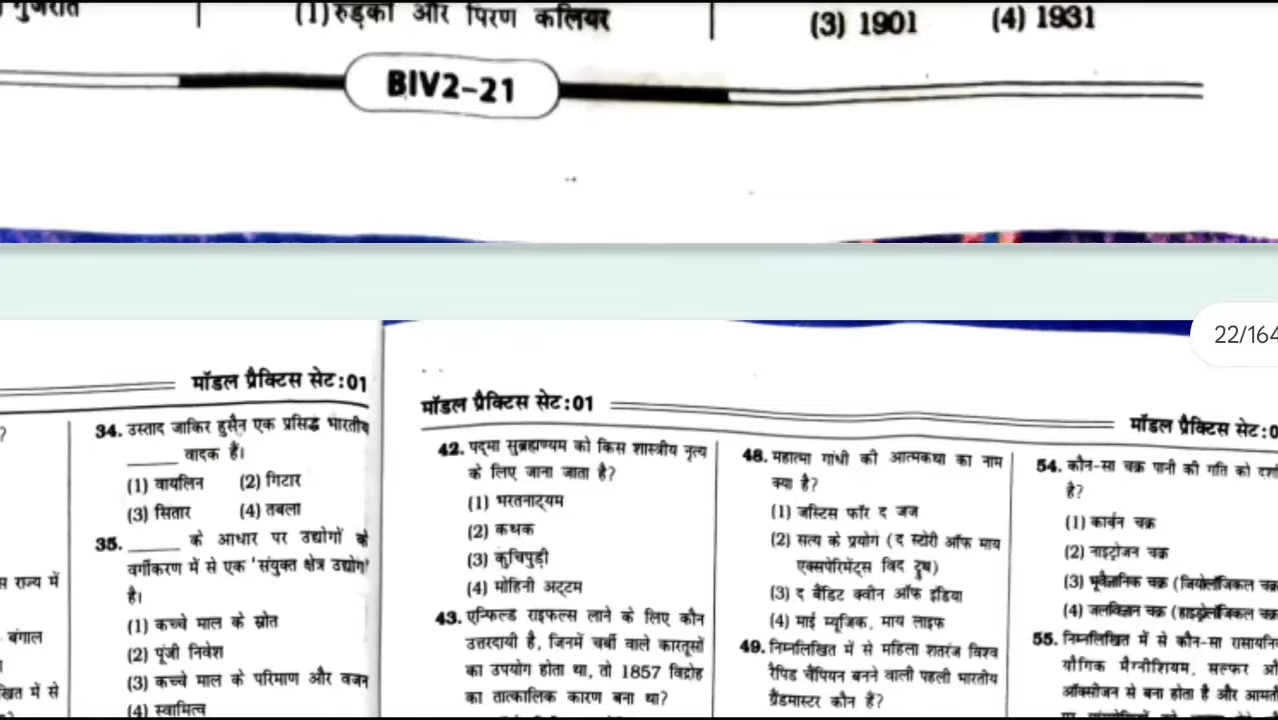 गुजरात
(1) रुड़की और पिरण कलियर
(3) 1901 (4) 1931
BIV2-21
22/164
मॉडल प्रैक्टिस सेट:01
?
34. उस्ताद जाकिर हुसैन एक प्रसिद्ध भारतीय
______ वादक हैं।
(1) वायलिन (2) गिटार
(3) सितार (4) तबला
35. ______ के आधार पर उद्योगों के
वर्गीकरण में से एक 'संयुक्त क्षेत्र उद्योग'
है।
(1) कच्चे माल के स्रोत
(2) पूंजी निवेश
(3) कच्चे माल के परिमाण और वजन
(4) स्वामित्व
राज्य में
बंगाल
में से
मॉडल प्रैक्टिस सेट:01
42. पद्मा सुब्रह्मण्यम को किस शास्त्रीय नृत्य
के लिए जाना जाता है?
(1) भरतनाट्यम
(2) कथक
(3) कुचिपुड़ी
(4) मोहिनी अट्टम
43. एन्फिल्ड राइफल्स लाने के लिए कौन
उत्तरदायी है, जिनमें चर्बी वाले कारतूसों
का उपयोग होता था, तो 1857 विद्रोह
का तात्कालिक कारण बना था?
48. महात्मा गांधी की आत्मकथा का नाम
क्या है?
(1) जस्टिस फॉर द जज
(2) सत्य के प्रयोग (द स्टोरी ऑफ माय
एक्सपेरिमेंट्स विद ट्रुथ)
(3) द बैंडिट क्वीन ऑफ इंडिया
(4) माई म्यूजिक, माय लाइफ
49. निम्नलिखित में से महिला शतरंज विश्व
रैपिड चैंपियन बनने वाली पहली भारतीय
ग्रैंडमास्टर कौन हैं?
मॉडल प्रैक्टिस सेट:0
54. कौन-सा चक्र पानी की गति को
है?
(1) कार्बन चक्र
(2) नाइट्रोजन चक्र
(3) भूवैज्ञानिक चक्र (जियोलॉजिकल चक्र
(4) जलविज्ञान चक्र (हाइड्रोलॉजिकल चक्र
55. निम्नलिखित में से कौन-सा
यौगिक मैग्नीशियम, सल्फर
ऑक्सीजन से बना होता है और